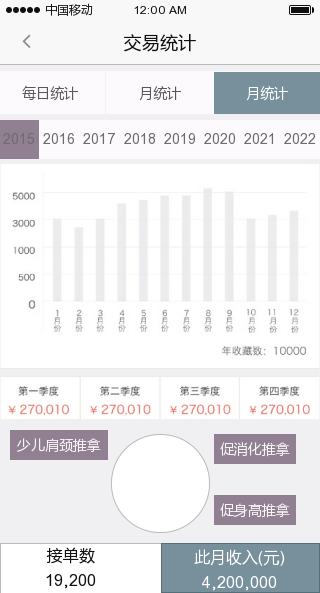 中国移动 12:00 AM
交易统计
每日统计 月统计 月统计
2015 2016 2017 2018 2019 2020 2021 2022
5000
3000
1000
500
0
1月份 2月份 3月份 4月份 5月份 6月份 7月份 8月份 9月份 10月份 11月份 12月份
年收藏数：10000
第一季度 第二季度 第三季度 第四季度
¥ 270,010 ¥ 270,010 ¥ 270,010 ¥ 270,010
少儿肩颈推拿
促消化推拿
促身高推拿
接单数 此月收入(元)
19,200 4,200,000